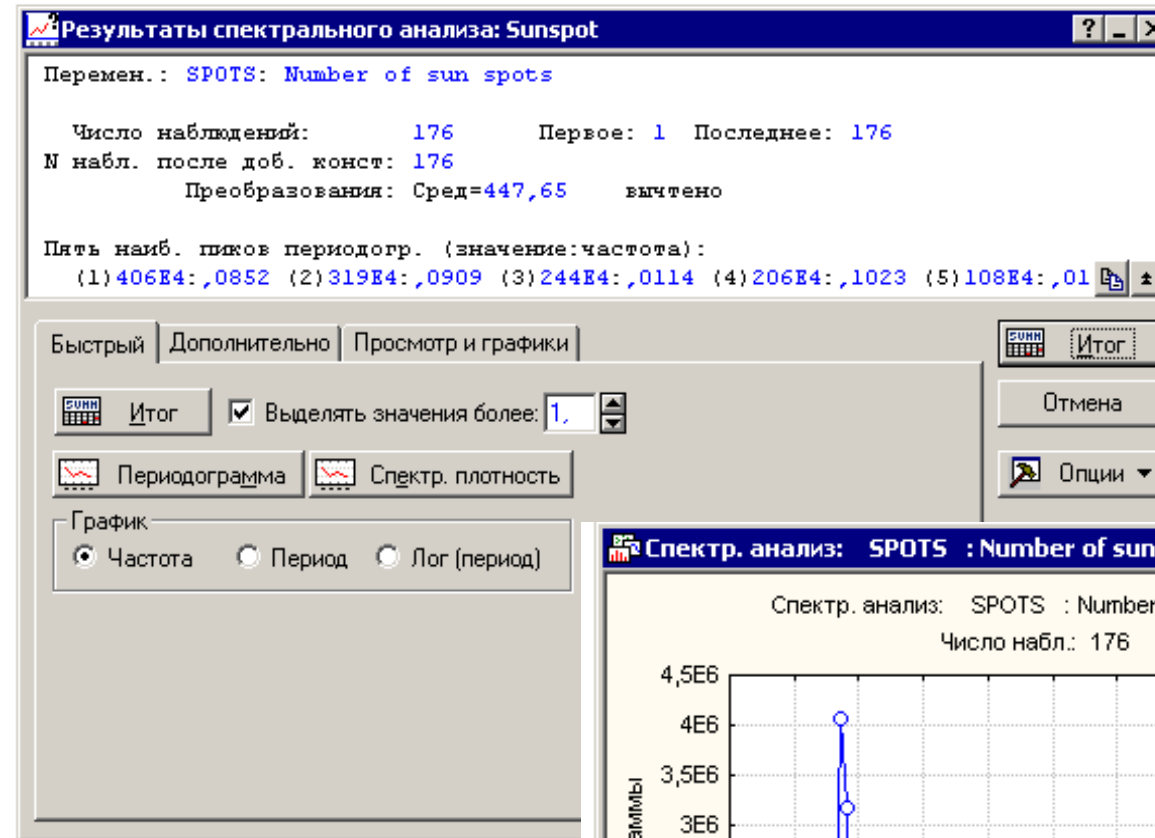 Результаты спектрального анализа: Sunspot
Перемен.: SPOTS: Number of sun spots
Число наблюдений: 176 Первое: 1 Последнее: 176
N набл. после доб. конст: 176
Преобразования: Сред=447,65 вычтено
Пять наиб. пиков периодогр. (значение:частота):
(1)406E4:,0852 (2)319E4:,0909 (3)244E4:,0114 (4)206E4:,1023 (5)108E4:,01
Быстрый Дополнительно Просмотр и графики
SUMM Итог
Отмена
Опции
SUMM Итог Выделять значения более: 1,
Периодограмма Спектр. плотность
График
Частота Период Лог (период)
Спектр. анализ: SPOTS : Number of sun
Спектр. анализ: SPOTS : Number
Число набл.: 176
4,5E6
4E6
3,5E6
3E6